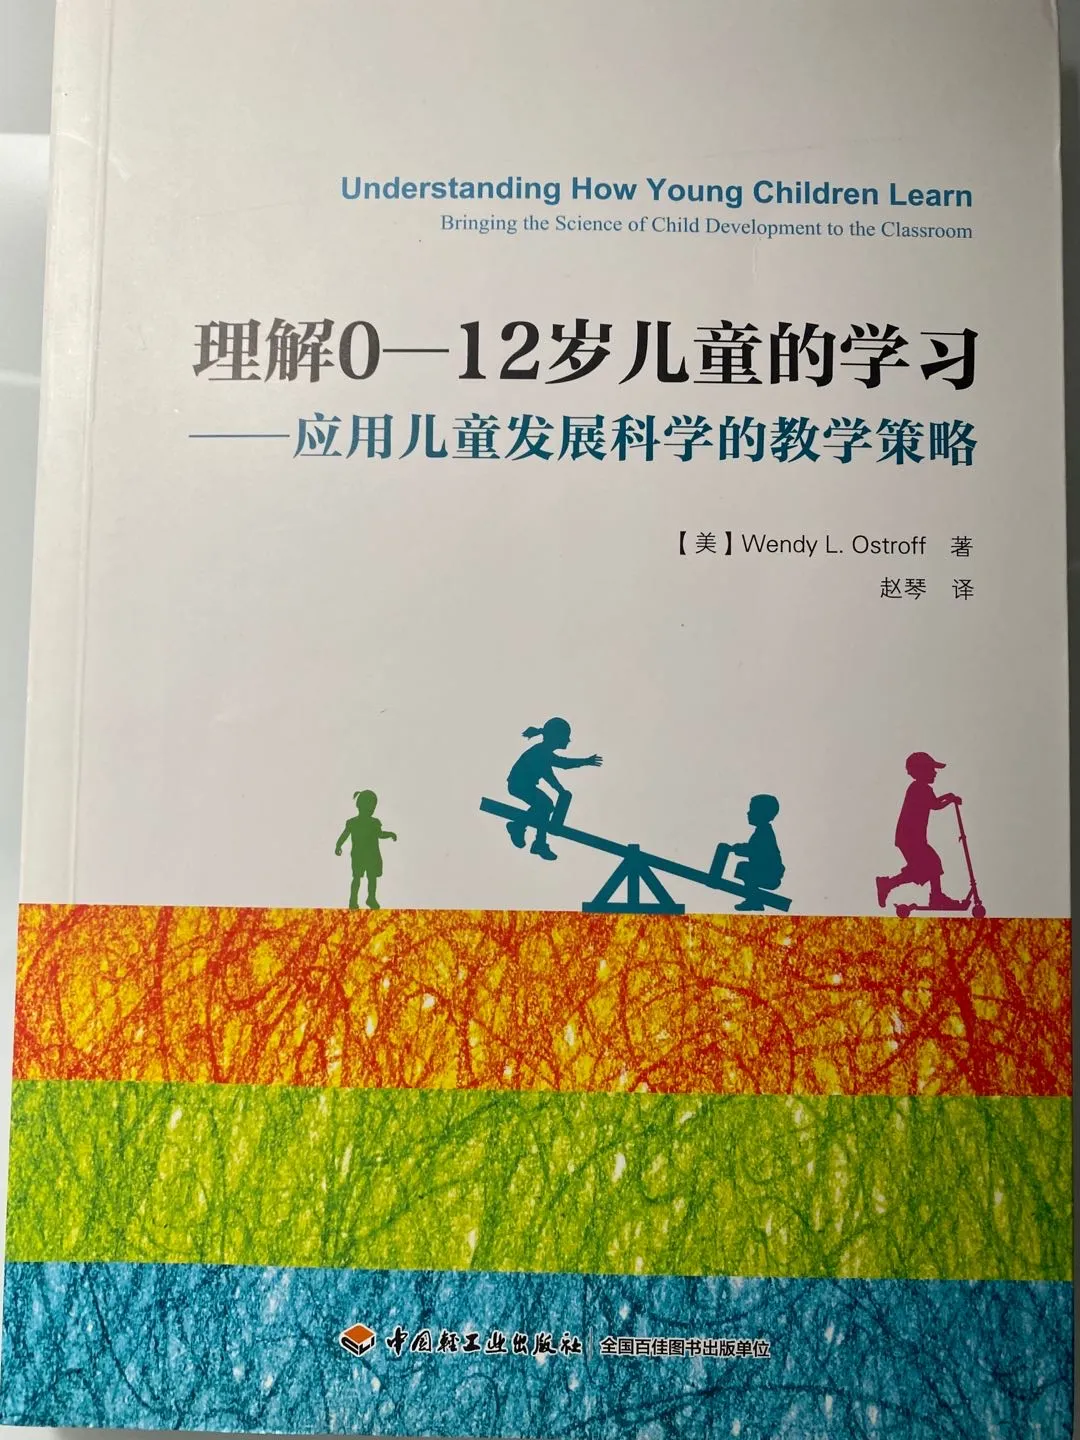 Understanding How Young Children Learn
Bringing the Science of Child Development to the Classroom
理解0—12岁儿童的学习
——应用儿童发展科学的教学策略
【美】Wendy L. Ostroff 著
赵琴 译
中国轻工业出版社 全国百佳图书出版单位